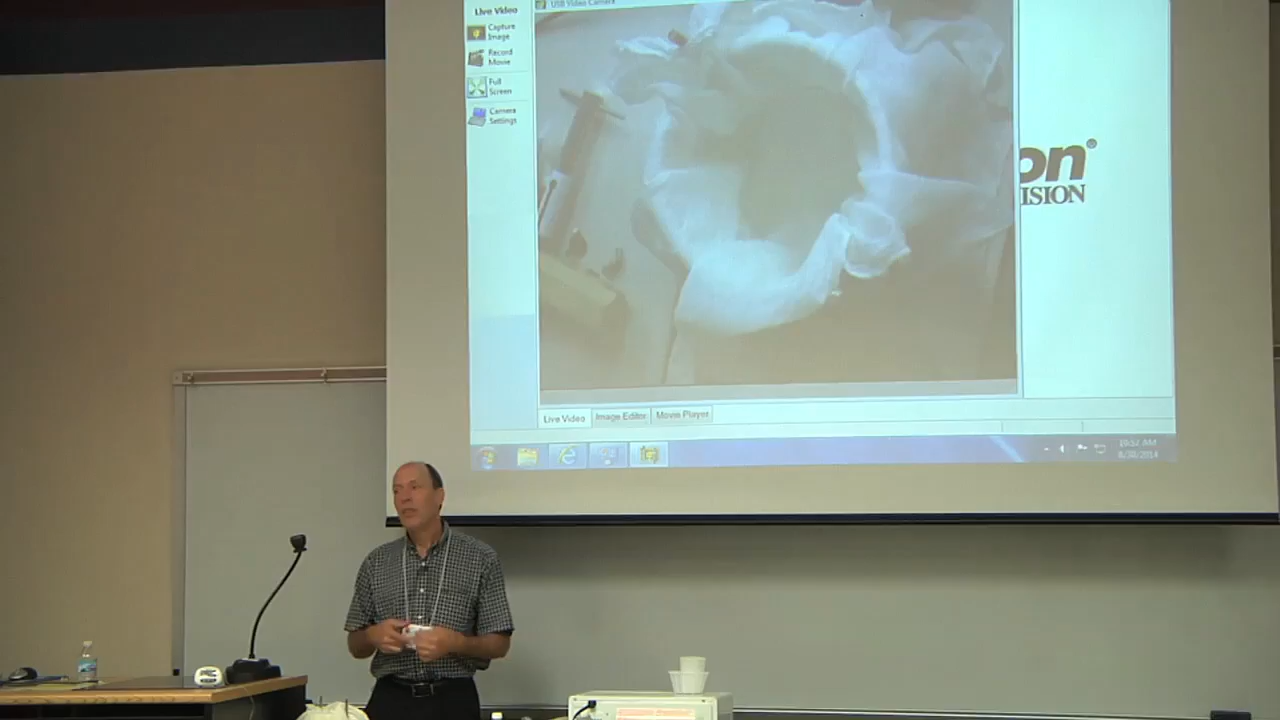 Live Video
USB Video Camera
Capture
Image
Record
Movie
Full
Screen
Camera
Settings
on®
ISION
Live Video
Image Editor
Movie Player
10:52 AM
8/20/2014